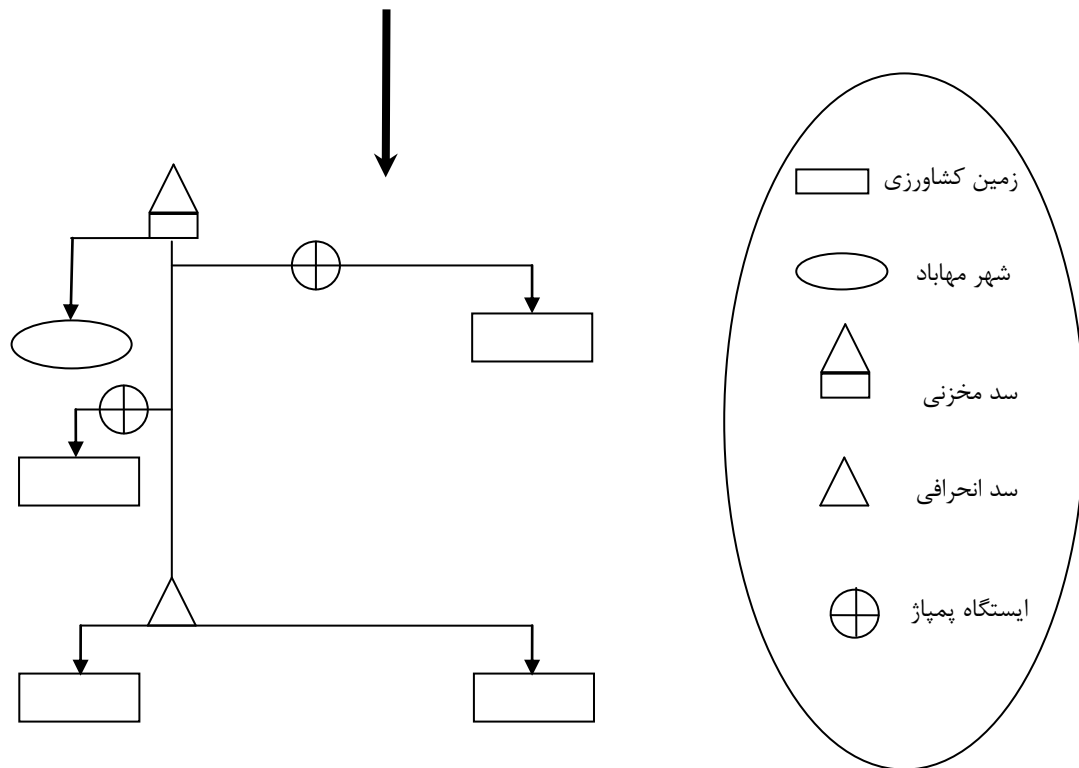 زمین کشاورزی
شهر مهاباد
سد مخزنی
سد انحرافی
ایستگاه پمپاژ